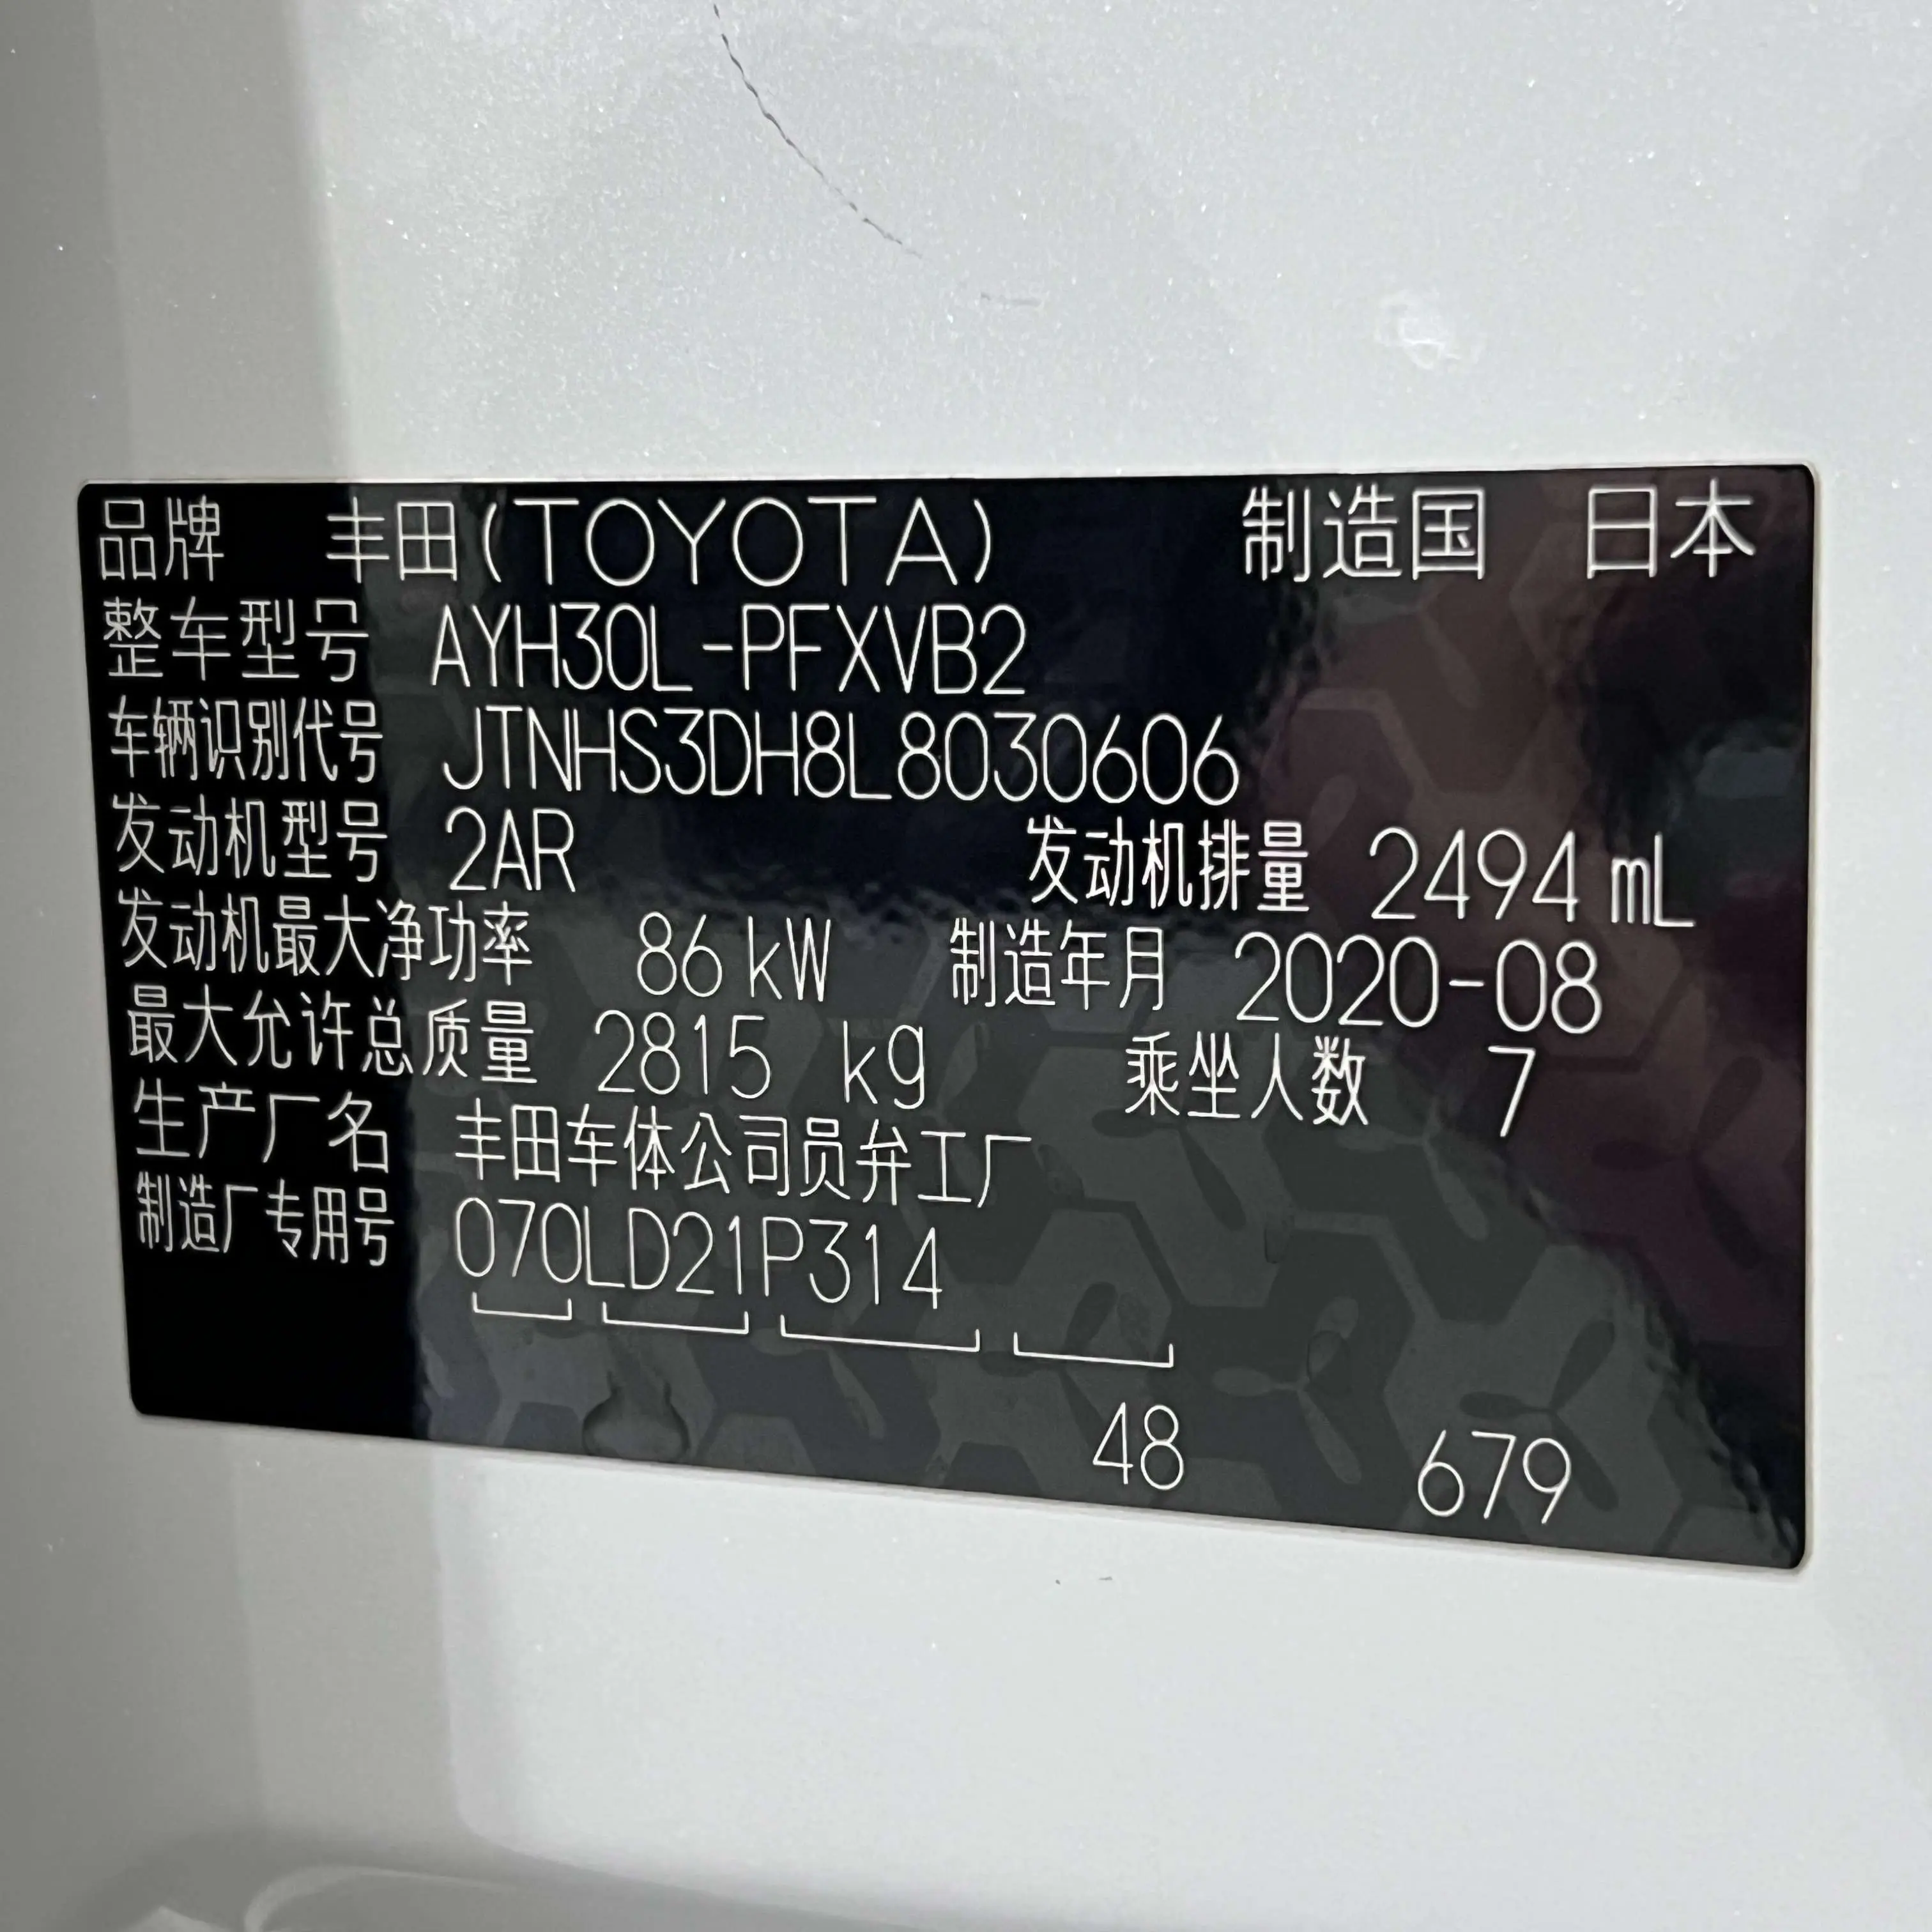 品牌 丰田(TOYOTA) 制造国 日本
整车型号 AYH30L-PFXVB2
车辆识别代号 JTNHS3DH8L8030606
发动机型号 2AR 发动机排量 2494 mL
发动机最大净功率 86 kW 制造年月 2020-08
最大允许总质量 2815 kg 乘坐人数 7
生产厂名 丰田车体公司员弁工厂
制造厂专用号 070LD21P314
48 679